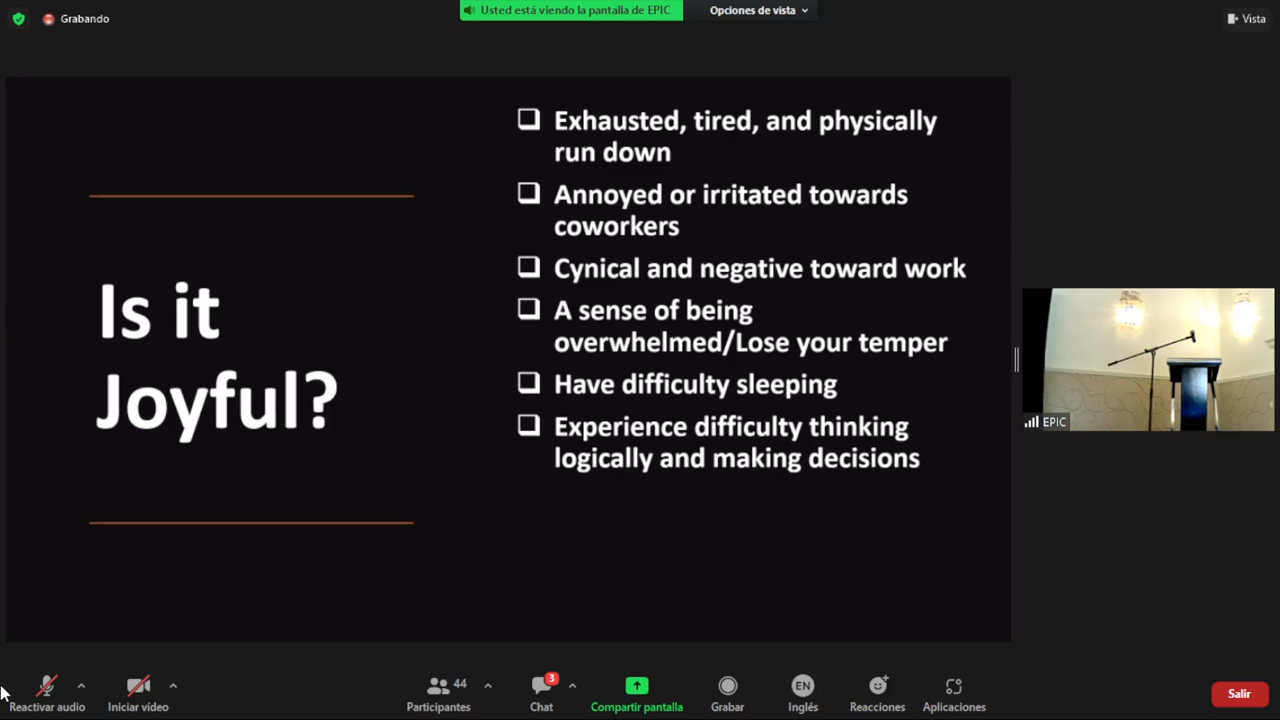 Grabando
Usted está viendo la pantalla de EPIC
Opciones de vista
Vista
Is it
Joyful?
Exhausted, tired, and physically
run down
Annoyed or irritated towards
coworkers
Cynical and negative toward work
A sense of being
overwhelmed/Lose your temper
Have difficulty sleeping
Experience difficulty thinking
logically and making decisions
EPIC
Reactivar audio
Iniciar vídeo
44
Participantes
3
Chat
Compartir pantalla
Grabar
EN
Inglés
Reacciones
Aplicaciones
Salir